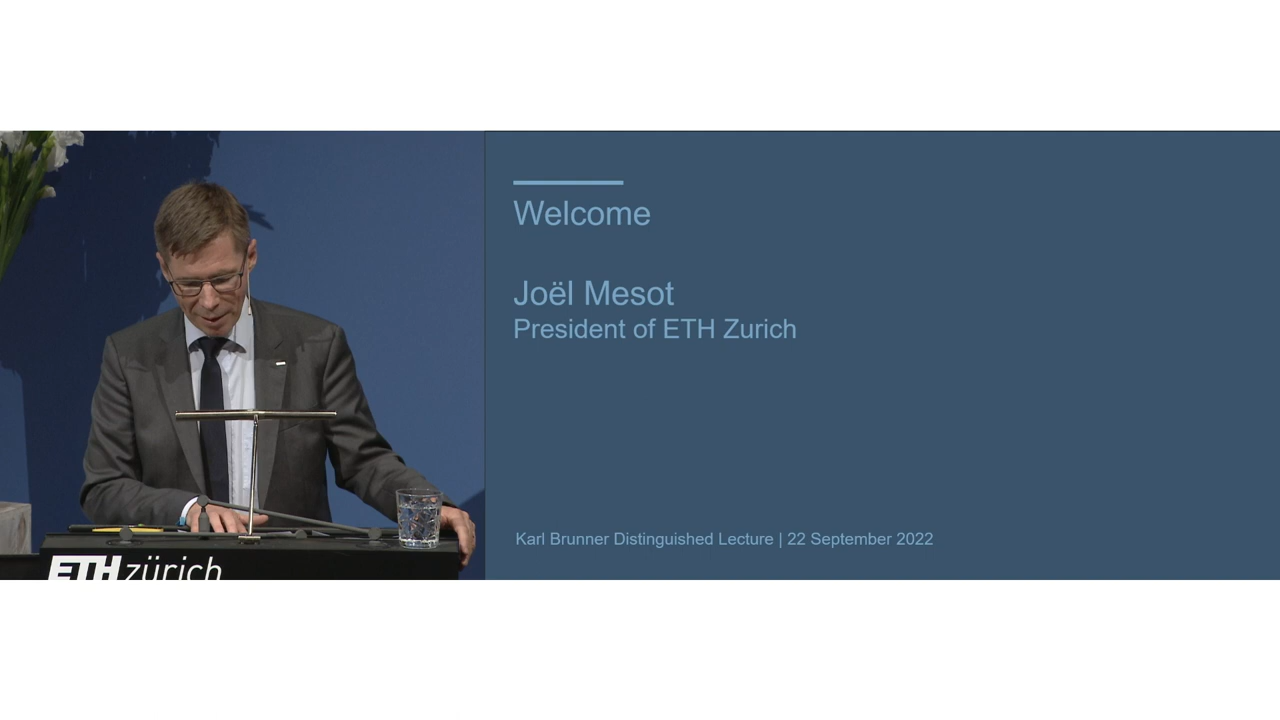 Welcome
Joël Mesot
President of ETH Zurich
Karl Brunner Distinguished Lecture | 22 September 2022
ETH zürich